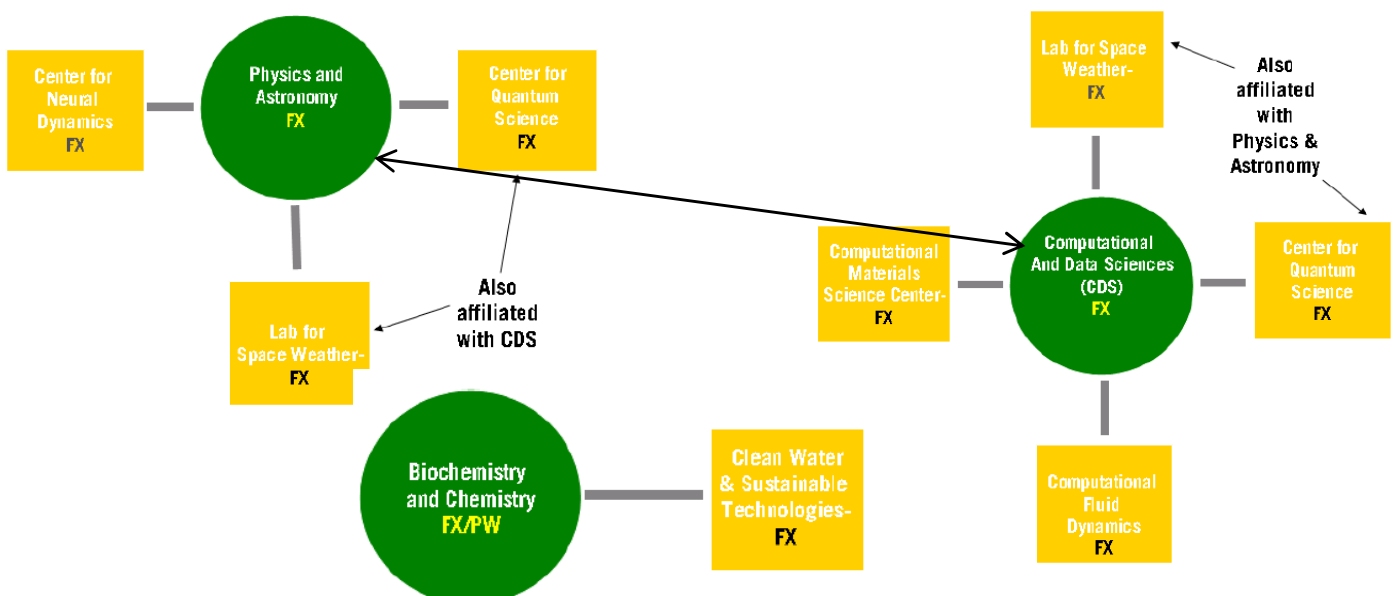 Center for
Neural
Dynamics
FX
Physics and
Astronomy
FX
Center for
Quantum
Science
FX
Lab for
Space Weather-
FX
Also
affiliated
with CDS
Lab for Space
Weather-
FX
Also
affiliated
with
Physics &
Astronomy
Computational
Materials
Science Center-
FX
Computational
And Data Sciences
(CDS)
FX
Center for
Quantum
Science
FX
Computational
Fluid
Dynamics
FX
Biochemistry
and Chemistry
FX/PW
Clean Water
& Sustainable
Technologies-
FX